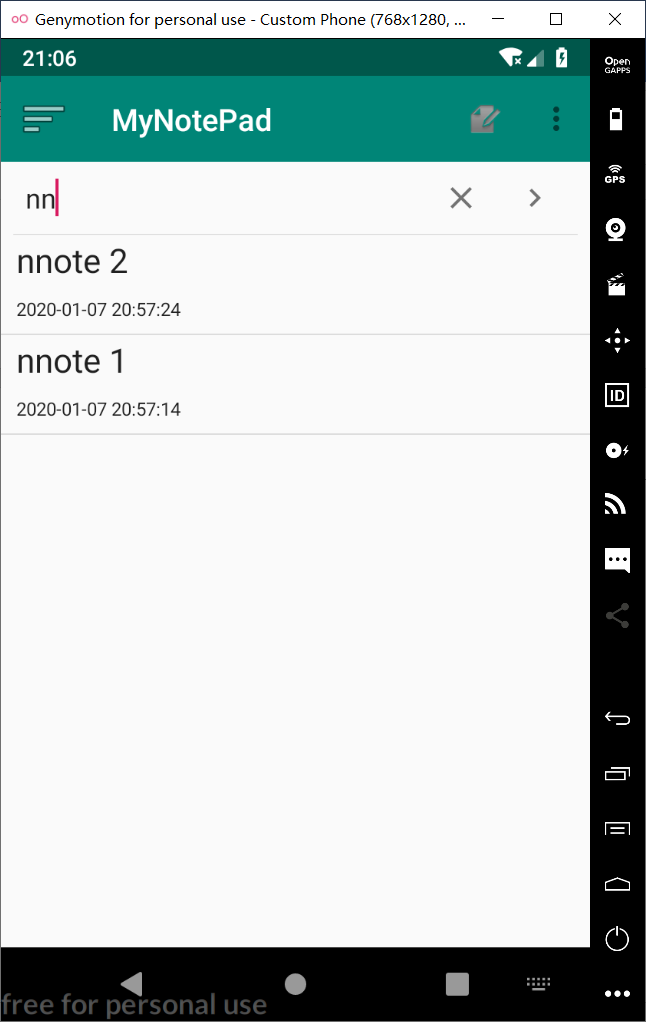 Genymotion for personal use - Custom Phone (768x1280, ...
21:06
Open
GAPPS
MyNotePad
GPS
nn
nnote 2
2020-01-07 20:57:24
nnote 1
2020-01-07 20:57:14
ID
free for personal use